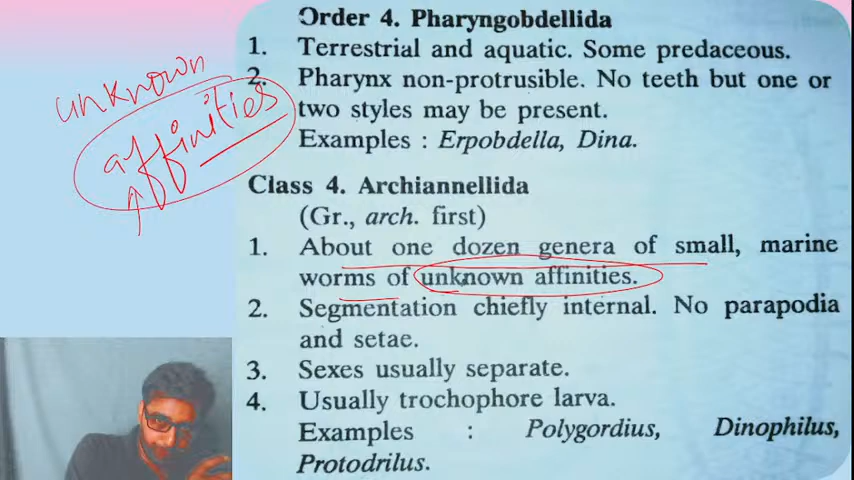 Order 4. Pharyngobdellida
1. Terrestrial and aquatic. Some predaceous.
2. Pharynx non-protrusible. No teeth but one or
two styles may be present.
Examples : Erpobdella, Dina.
unknown
affinities
Class 4. Archiannellida
(Gr., arch. first)
1. About one dozen genera of small, marine
worms of unknown affinities.
2. Segmentation chiefly internal. No parapodia
and setae.
3. Sexes usually separate.
4. Usually trochophore larva.
Examples : Polygordius, Dinophilus,
Protodrilus.